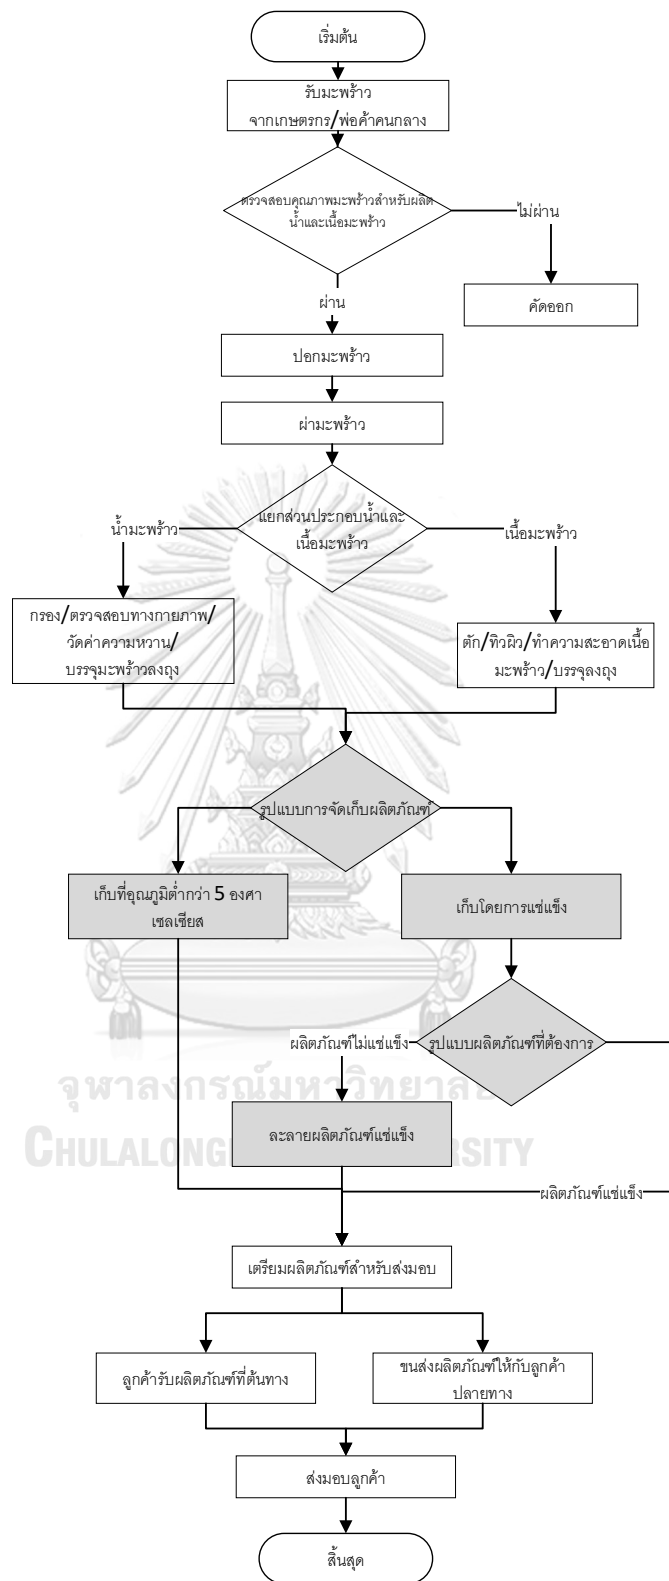 เริ่มต้น
รับมะพร้าว
จากเกษตรกร/พ่อค้าคนกลาง
ตรวจสอบคุณภาพมะพร้าวสำหรับผลิต
น้ำและเนื้อมะพร้าว
ไม่ผ่าน
คัดออก
ผ่าน
ปอกมะพร้าว
ผ่ามะพร้าว
แยกส่วนประกอบน้ำและ
เนื้อมะพร้าว
น้ำมะพร้าว
เนื้อมะพร้าว
กรอง/ตรวจสอบทางกายภาพ/
วัดค่าความหวาน/
บรรจุมะพร้าวลงถุง
ตัก/ทิวผิว/ทำความสะอาดเนื้อ
มะพร้าว/บรรจุลงถุง
รูปแบบการจัดเก็บผลิตภัณฑ์
เก็บที่อุณภูมิต่ำกว่า 5 องศา
เซลเซียส
เก็บโดยการแช่แข็ง
รูปแบบผลิตภัณฑ์ที่ต้องการ
ผลิตภัณฑ์ไม่แช่แข็ง
จุฬาลงกรณ์มหาวิทยาลัย
ละลายผลิตภัณฑ์แช่แข็ง
CHULALONG RSITY
ผลิตภัณฑ์แช่แข็ง
เตรียมผลิตภัณฑ์สำหรับส่งมอบ
ลูกค้ารับผลิตภัณฑ์ที่ต้นทาง
ขนส่งผลิตภัณฑ์ให้กับลูกค้า
ปลายทาง
ส่งมอบลูกค้า
สิ้นสุด